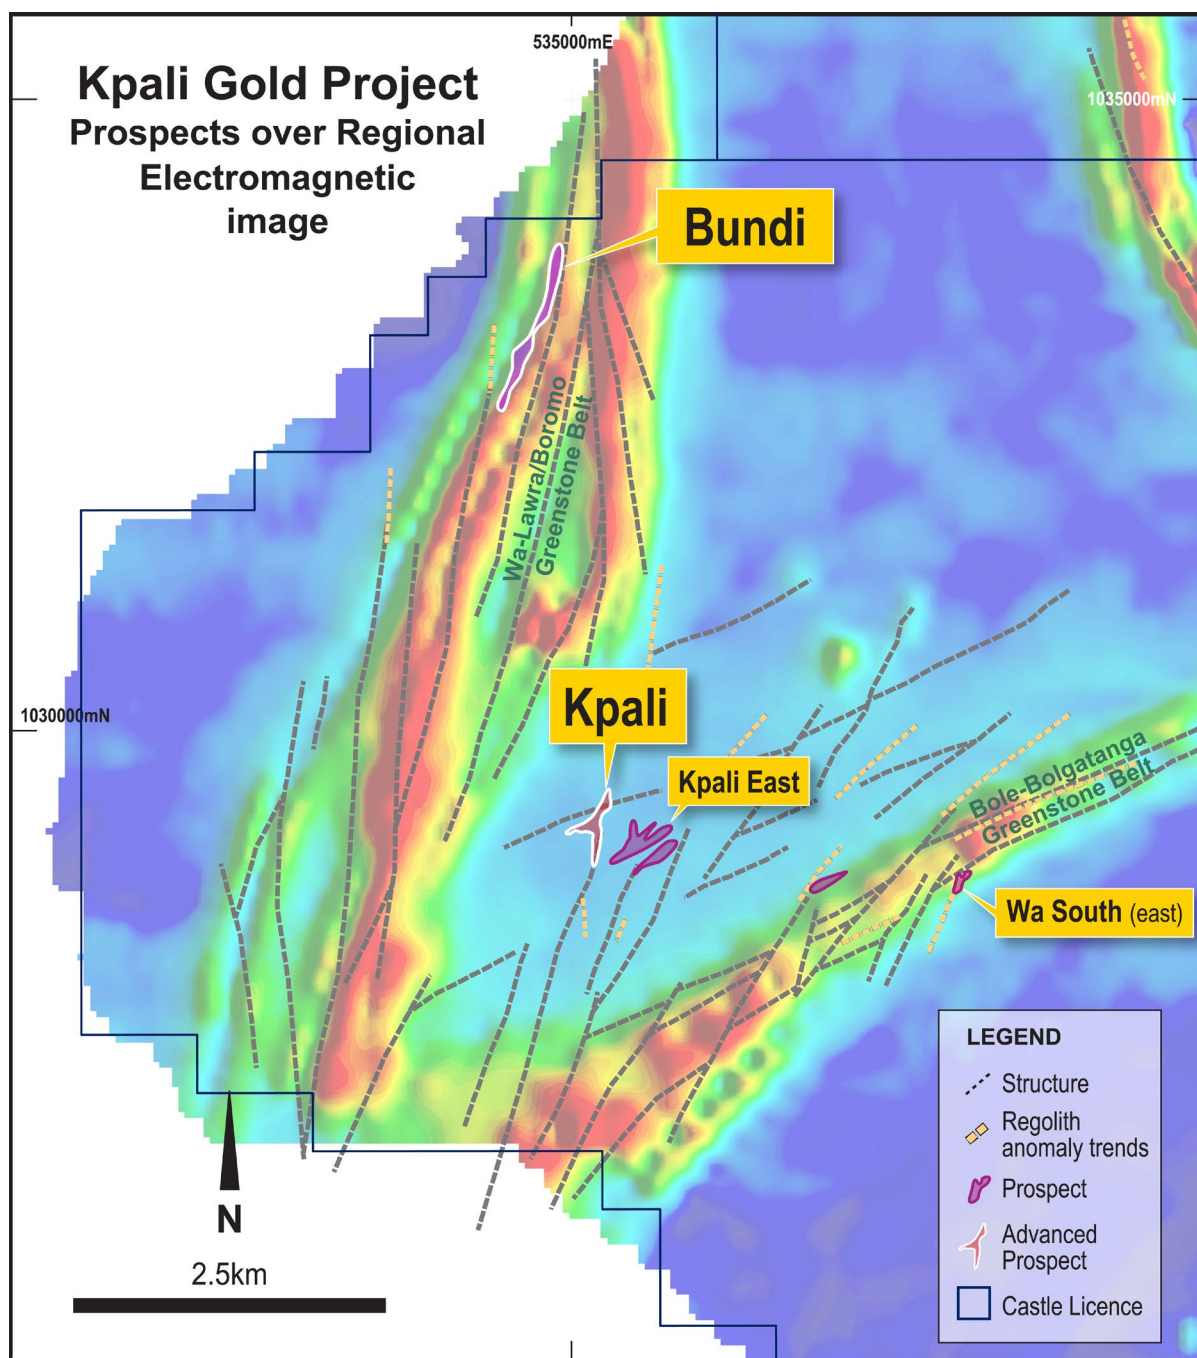 535000mE
Kpali Gold Project
Prospects over Regional
Electromagnetic
image
1035000mN
Bundi
Wa-Lawra/Boromo
Greenstone Belt
1030000mN
Kpali
Kpali East
Bole-Bolgatanga
Greenstone Belt
Wa South (east)
LEGEND
Structure
Regolith
anomaly trends
Prospect
Advanced
Prospect
Castle Licence
N
2.5km